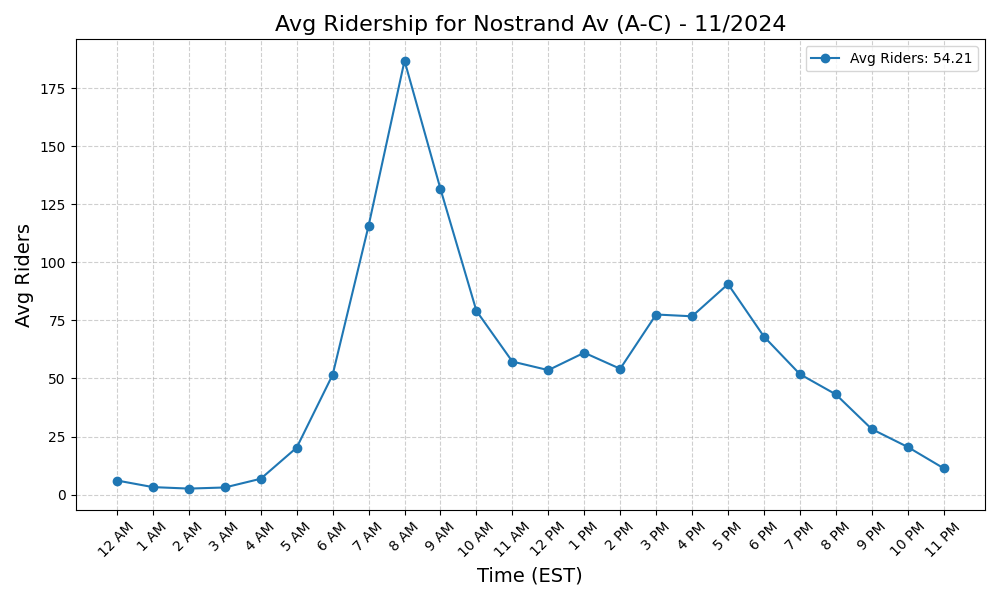 Avg Ridership for Nostrand Av (A-C) - 11/2024
Avg Riders: 54.21
Avg Riders
175
150
125
100
75
50
25
0
12 AM
1 AM
2 AM
3 AM
4 AM
5 AM
6 AM
7 AM
8 AM
9 AM
10 AM
11 AM
12 PM
1 PM
2 PM
3 PM
4 PM
5 PM
6 PM
7 PM
8 PM
9 PM
10 PM
11 PM
Time (EST)